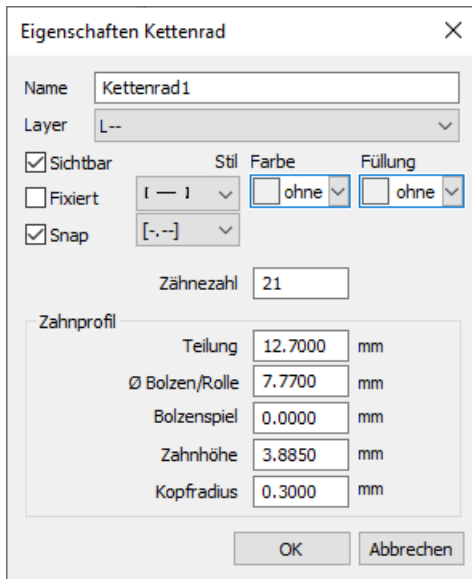 Eigenschaften Kettenrad
Name Kettenrad1
Layer L--
Sichtbar Stil Farbe Füllung
Fixiert [ — ] ohne ohne
Snap [-.--]
Zähnezahl 21
Zahnprofil
Teilung 12.7000 mm
Ø Bolzen/Rolle 7.7700 mm
Bolzenspiel 0.0000 mm
Zahnhöhe 3.8850 mm
Kopfradius 0.3000 mm
OK Abbrechen